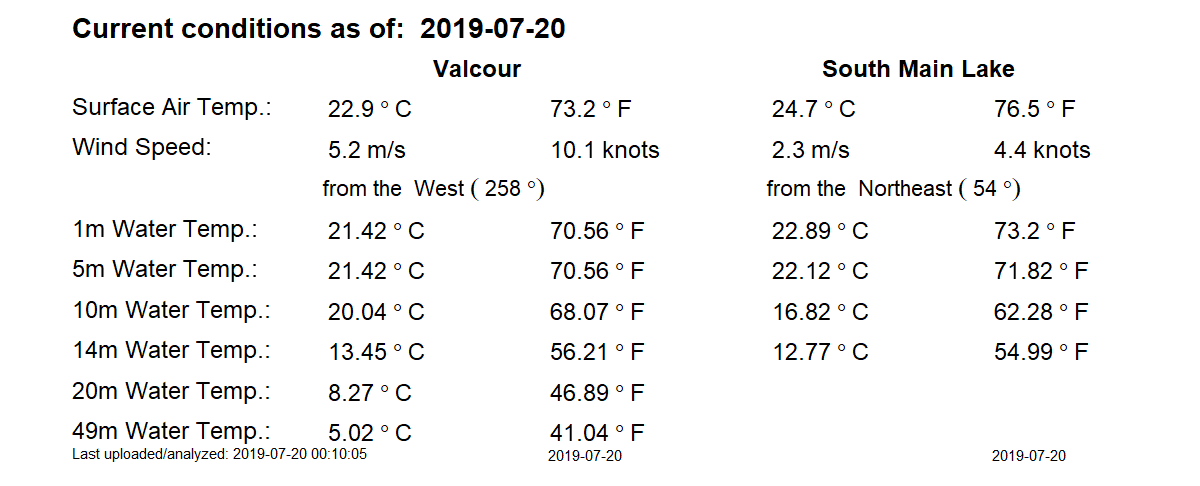 Current conditions as of: 2019-07-20
Valcour South Main Lake
Surface Air Temp.: 22.9 ° C 73.2 ° F 24.7 ° C 76.5 ° F
Wind Speed: 5.2 m/s 10.1 knots 2.3 m/s 4.4 knots
from the West ( 258 °) from the Northeast ( 54 °)
1m Water Temp.: 21.42 ° C 70.56 ° F 22.89 ° C 73.2 ° F
5m Water Temp.: 21.42 ° C 70.56 ° F 22.12 ° C 71.82 ° F
10m Water Temp.: 20.04 ° C 68.07 ° F 16.82 ° C 62.28 ° F
14m Water Temp.: 13.45 ° C 56.21 ° F 12.77 ° C 54.99 ° F
20m Water Temp.: 8.27 ° C 46.89 ° F
49m Water Temp.: 5.02 ° C 41.04 ° F
Last uploaded/analyzed: 2019-07-20 00:10:05 2019-07-20 2019-07-20